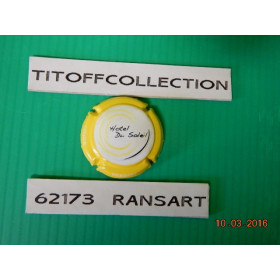 TITOFFCOLLECTION
Hotel
Du Soleil
62173 RANSART
10 03 2016